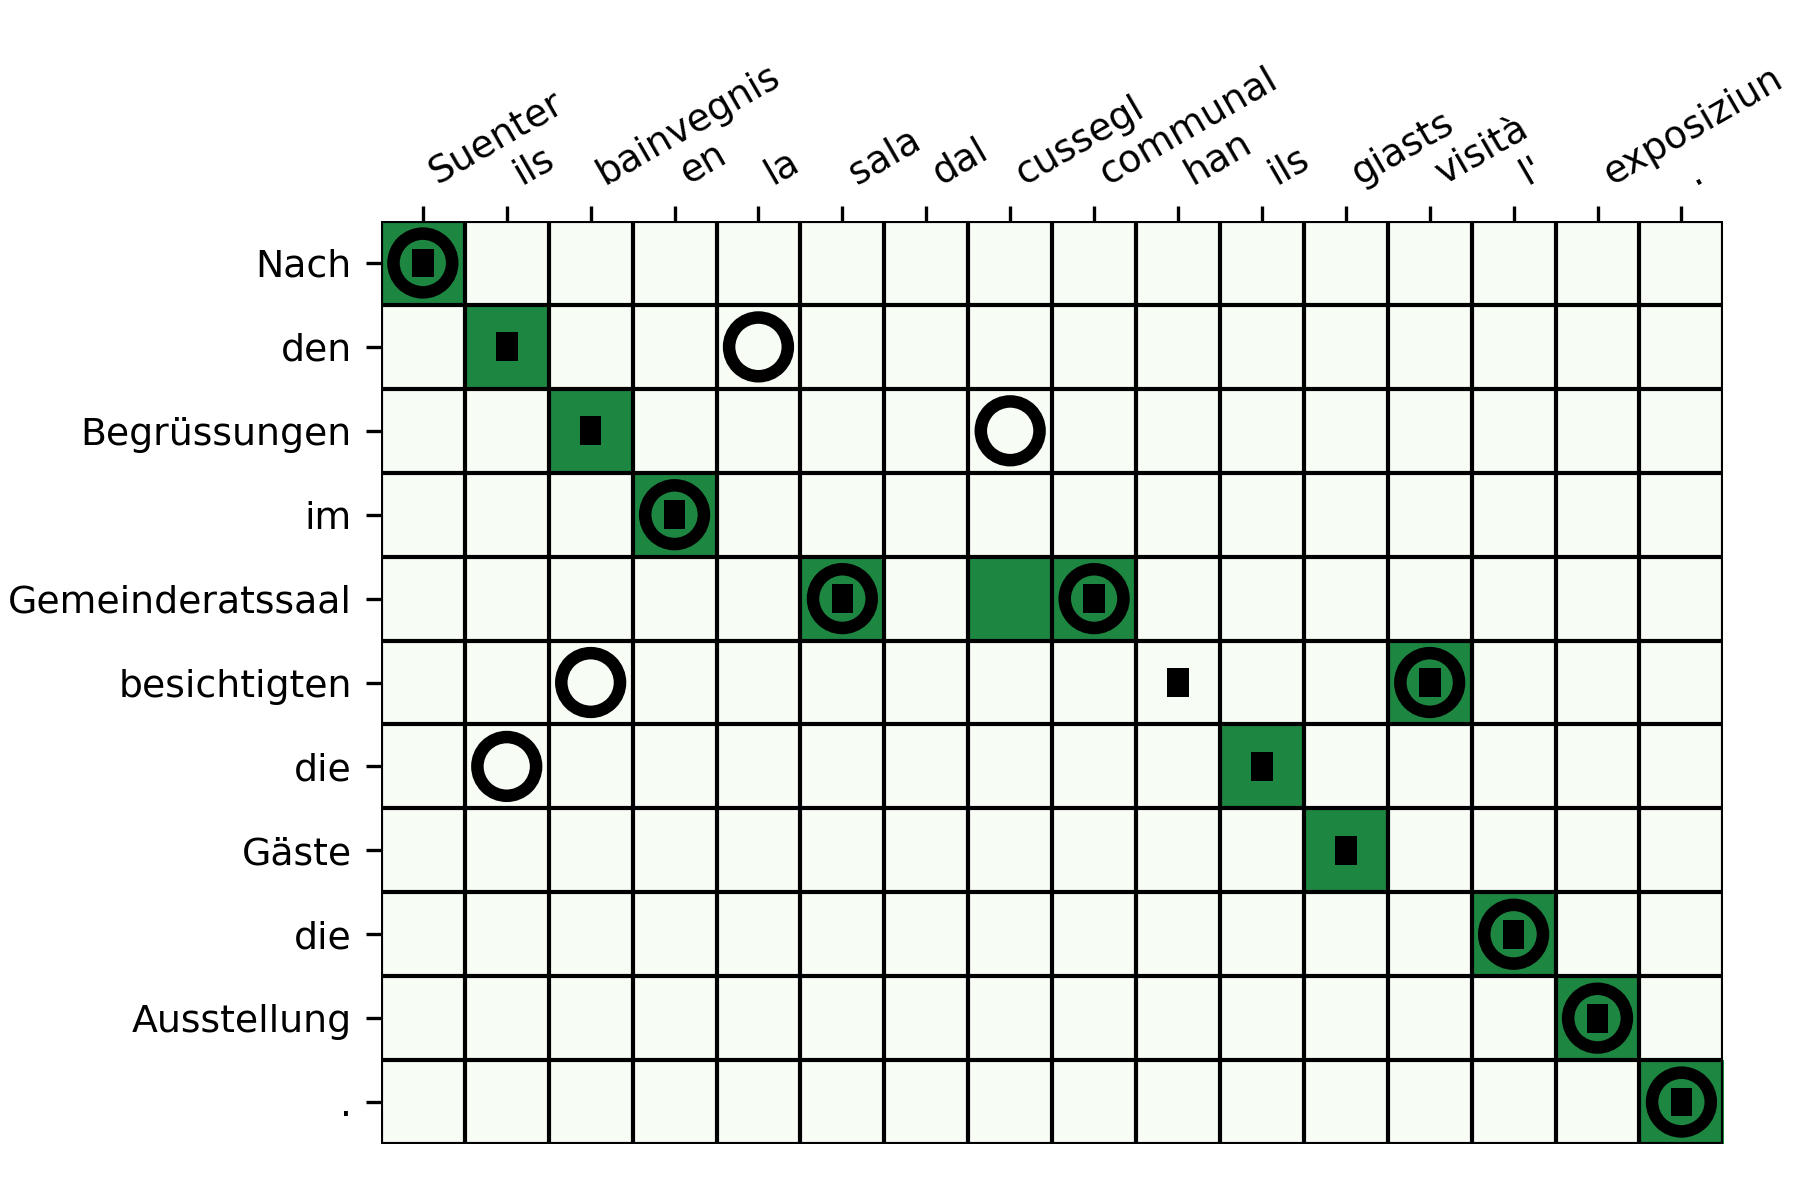 Suenter ils bainvegnis en la sala dal cussegl communal han ils giasts visità l' exposiziun .
Nach
den
Begrüssungen
im
Gemeinderatssaal
besichtigten
die
Gäste
die
Ausstellung
.